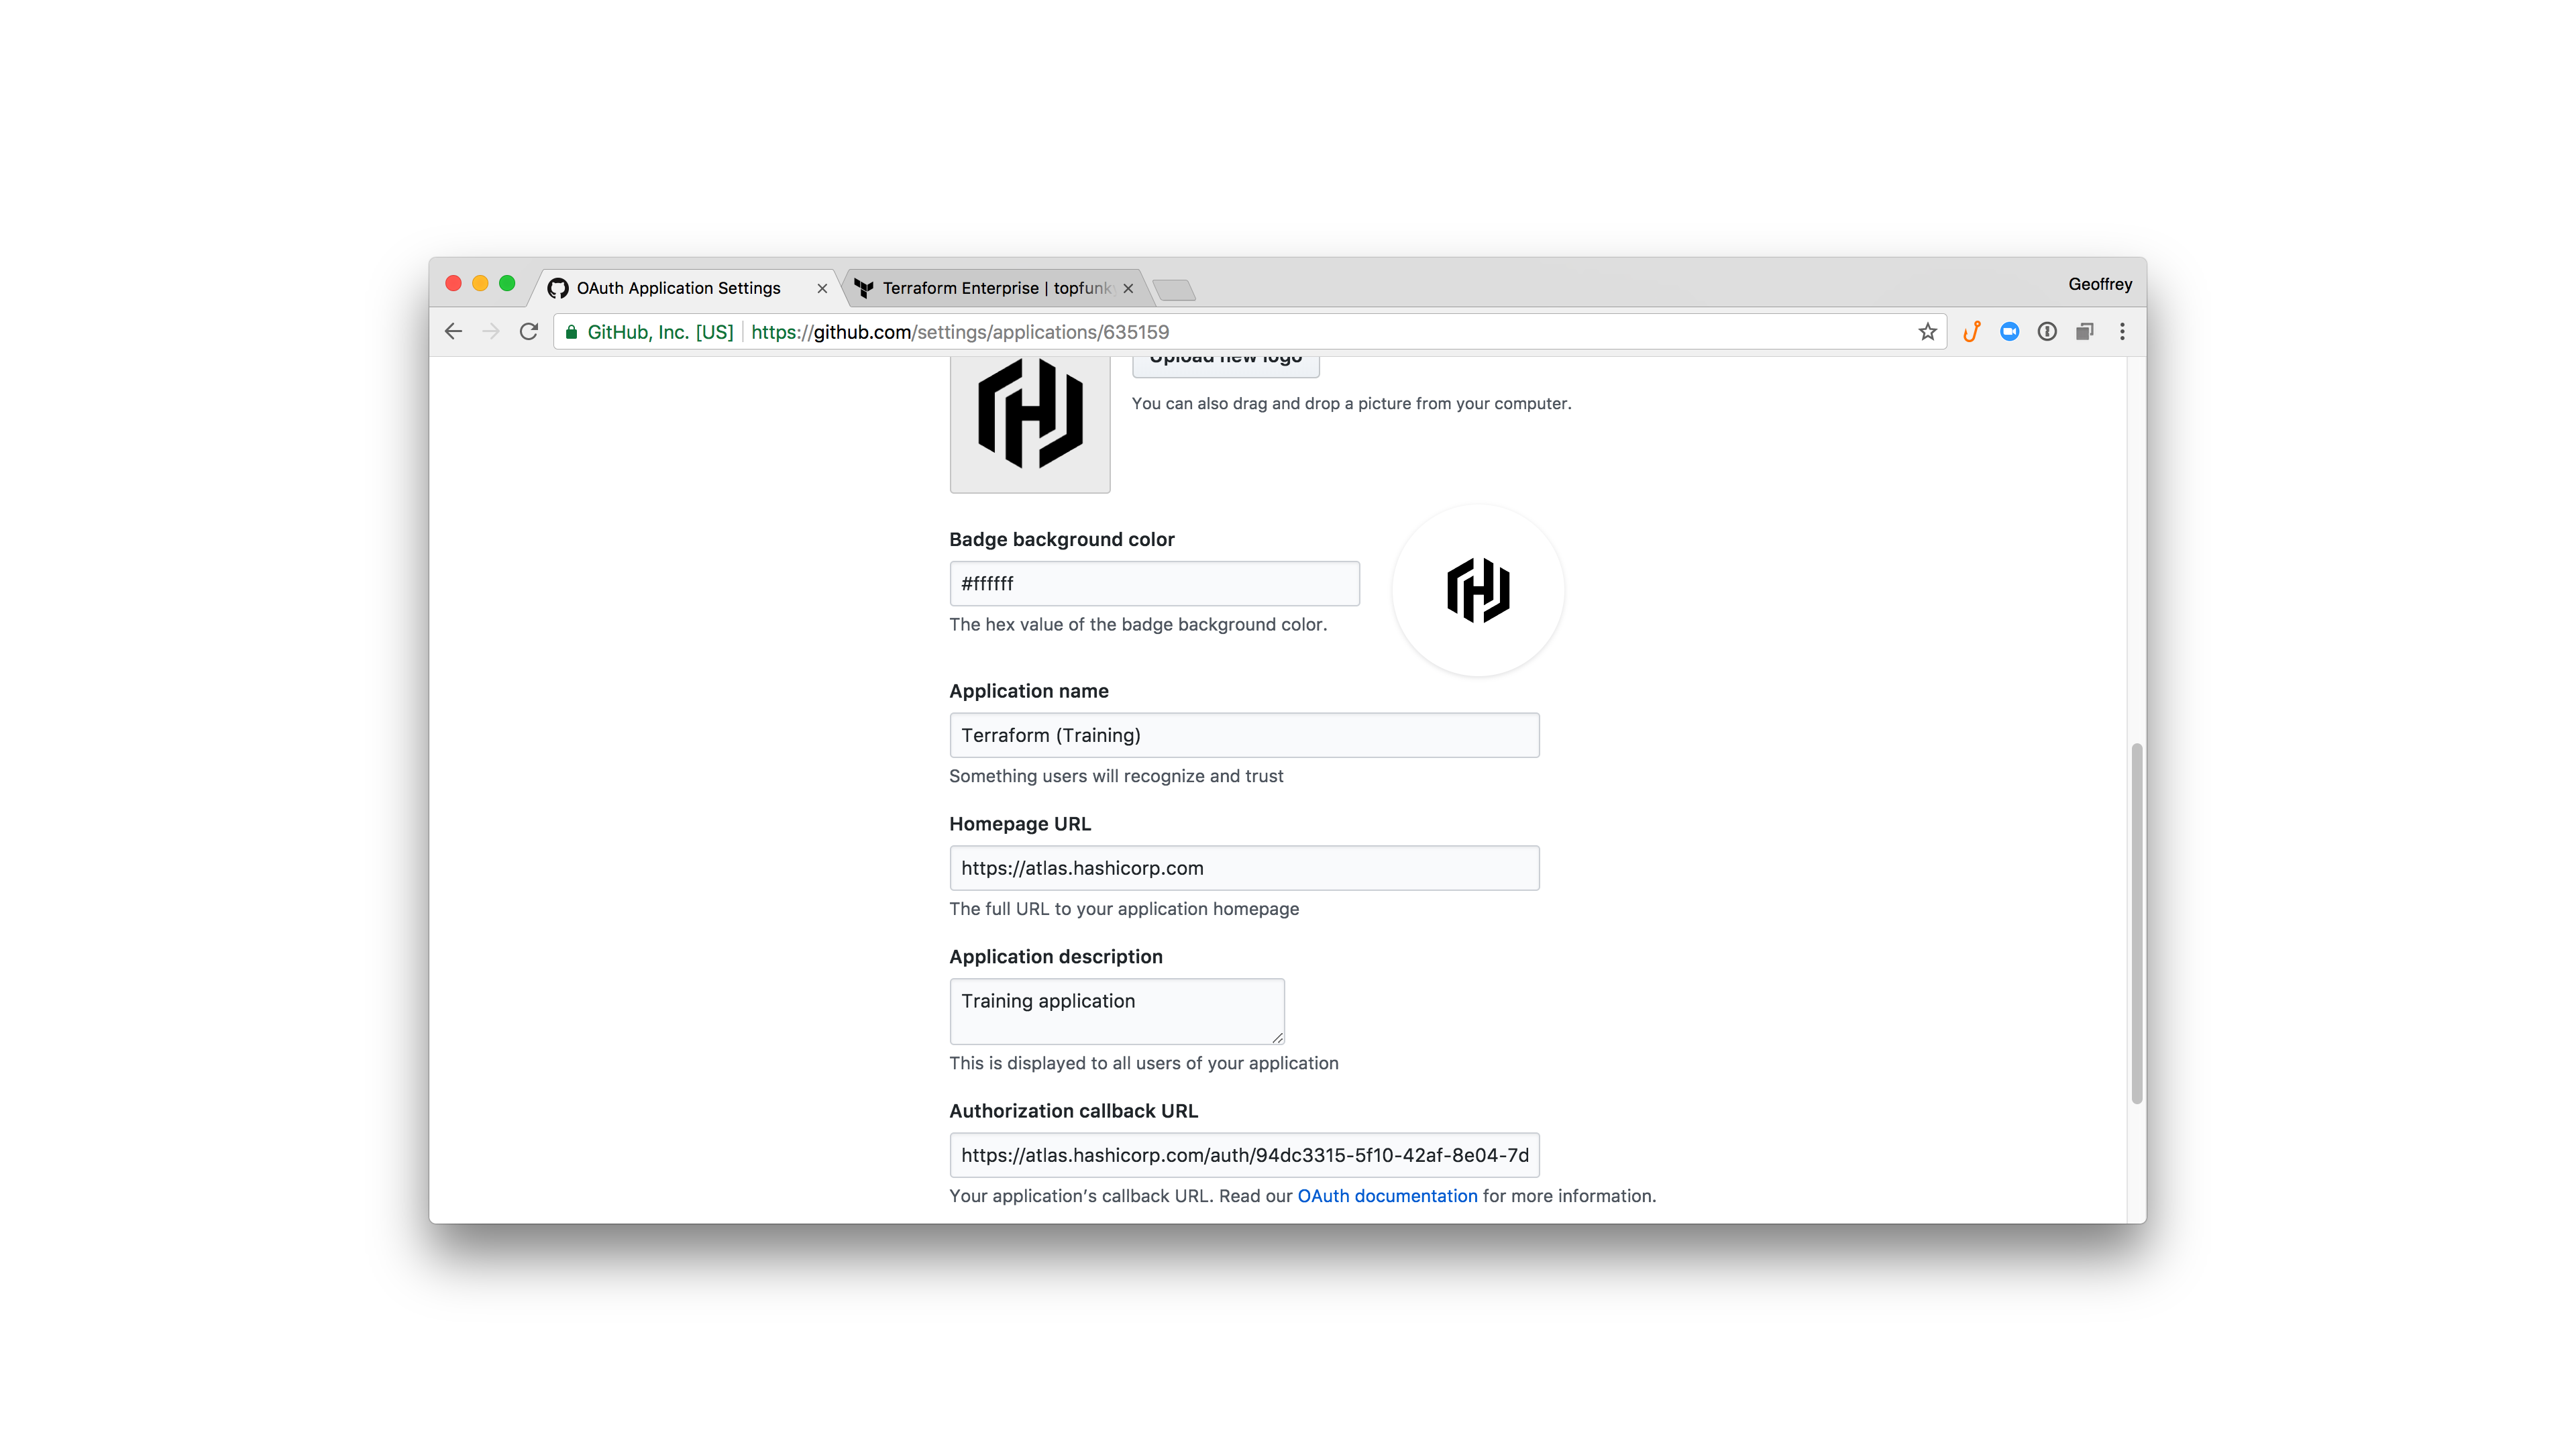 OAuth Application Settings
Terraform Enterprise | topfunk
Geoffrey
GitHub, Inc. [US]
https://github.com/settings/applications/635159
Upload new logo
You can also drag and drop a picture from your computer.
Badge background color
#ffffff
The hex value of the badge background color.
Application name
Terraform (Training)
Something users will recognize and trust
Homepage URL
https://atlas.hashicorp.com
The full URL to your application homepage
Application description
Training application
This is displayed to all users of your application
Authorization callback URL
https://atlas.hashicorp.com/auth/94dc3315-5f10-42af-8e04-7d
Your application’s callback URL. Read our OAuth documentation for more information.